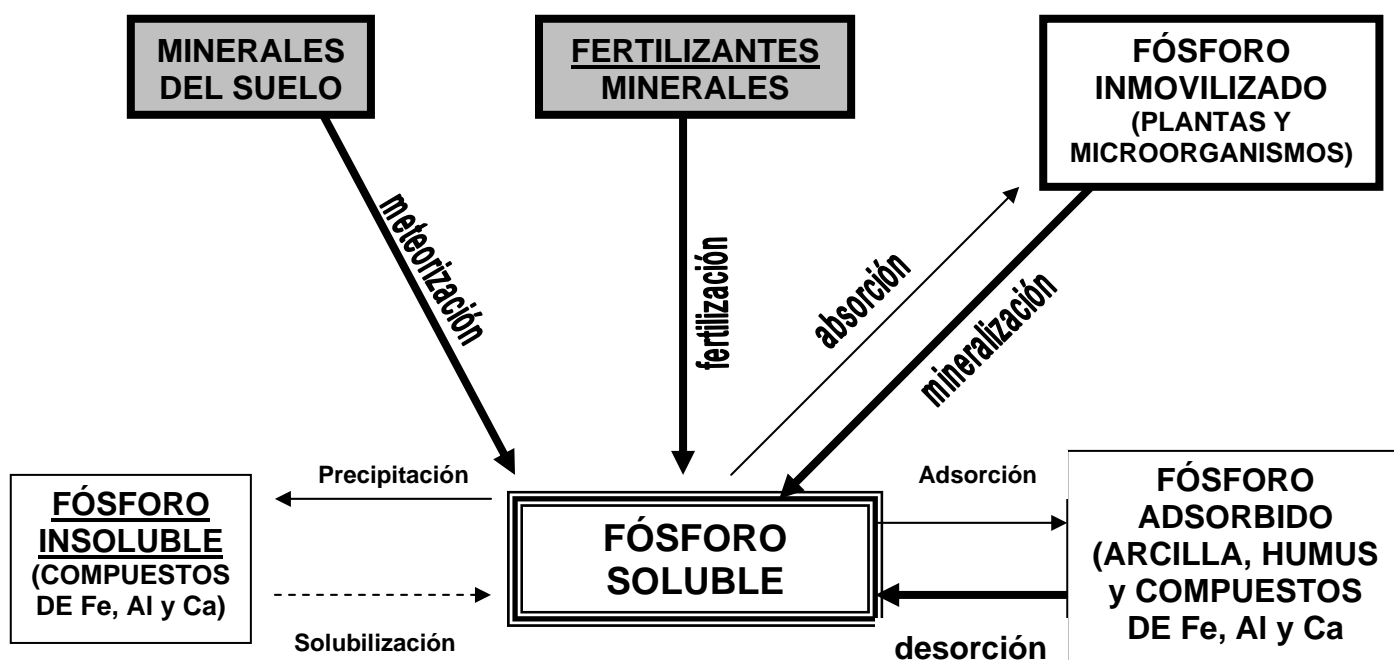 MINERALES
DEL SUELO
FERTILIZANTES
MINERALES
FÓSFORO
INMOVILIZADO
(PLANTAS Y
MICROORGANISMOS)
meteorización
fertilización
absorción
mineralización
Precipitación
Adsorción
FÓSFORO
INSOLUBLE
(COMPUESTOS
DE Fe, Al y Ca)
FÓSFORO
SOLUBLE
FÓSFORO
ADSORBIDO
(ARCILLA, HUMUS
y COMPUESTOS
DE Fe, Al y Ca
Solubilización
desorción